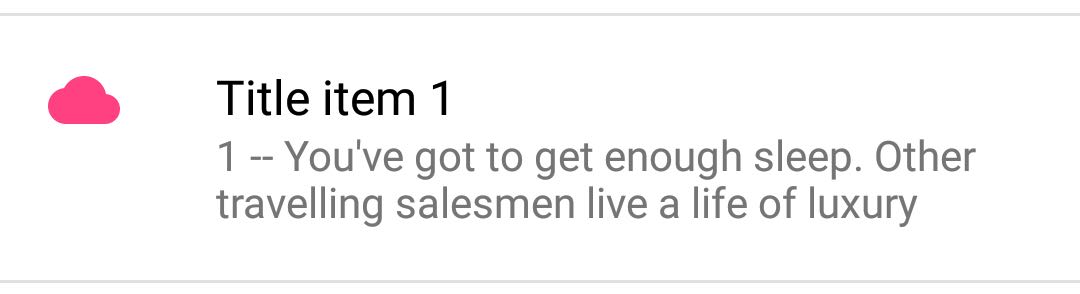 Title item 1
1 -- You've got to get enough sleep. Other
travelling salesmen live a life of luxury